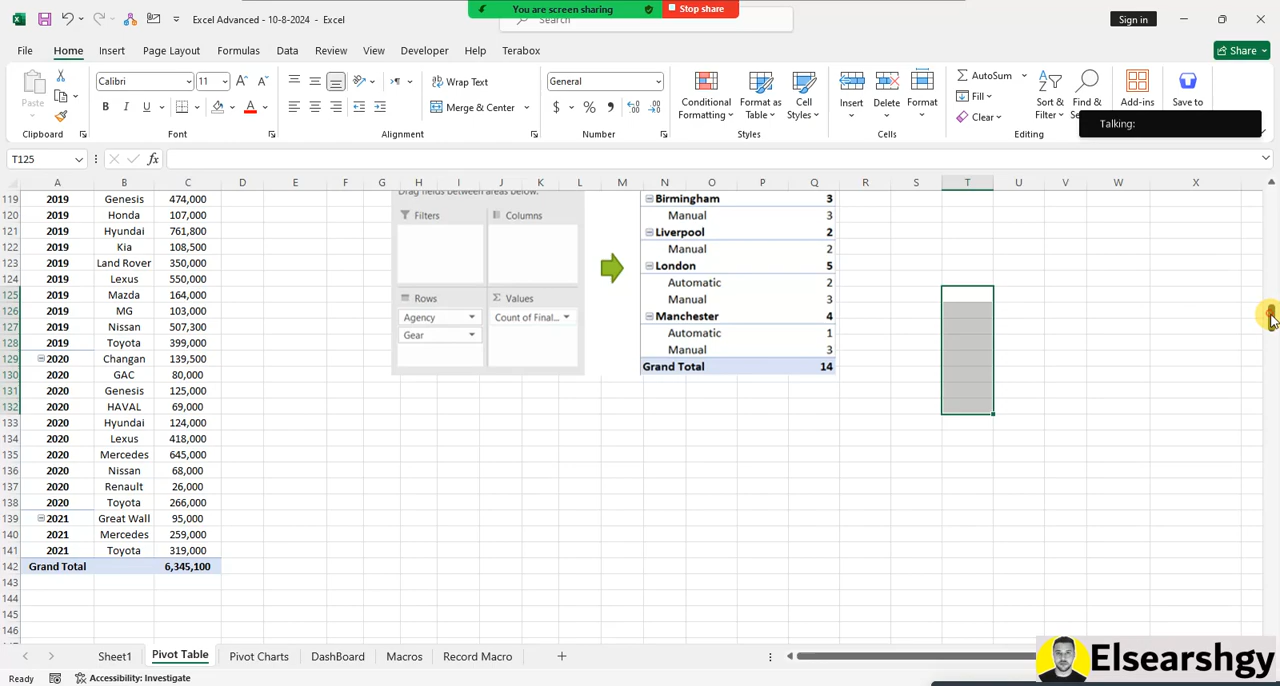 You are screen sharing
Stop share
Excel Advanced - 10-8-2024 - Excel
Search
Sign in
File Home Insert Page Layout Formulas Data Review View Developer Help Terabox
Share
Paste
Calibri 11
Wrap Text
General
Merge & Center
Conditional Formatting
Format as Table
Cell Styles
Insert
Delete
Format
AutoSum
Fill
Clear
Sort & Filter
Find &
Add-ins
Save to
Talking:
Clipboard
Font
Alignment
Number
Styles
Cells
Editing
T125
fx
A B C D E F G H I J K L M N O P Q R S T U V W X
119 2019 Genesis 474,000
120 2019 Honda 107,000
121 2019 Hyundai 761,800
122 2019 Kia 108,500
123 2019 Land Rover 350,000
124 2019 Lexus 550,000
125 2019 Mazda 164,000
126 2019 MG 103,000
127 2019 Nissan 507,300
128 2019 Toyota 399,000
129 2020 Changan 139,500
130 2020 GAC 80,000
131 2020 Genesis 125,000
132 2020 HAVAL 69,000
133 2020 Hyundai 124,000
134 2020 Lexus 418,000
135 2020 Mercedes 645,000
136 2020 Nissan 68,000
137 2020 Renault 26,000
138 2020 Toyota 266,000
139 2021 Great Wall 95,000
140 2021 Mercedes 259,000
141 2021 Toyota 319,000
142 Grand Total 6,345,100
143
144
145
146
Drag fields between areas below:
Filters
Columns
Rows
Values
Agency
Count of Final...
Gear
Birmingham 3
Manual 3
Liverpool 2
Manual 2
London 5
Automatic 2
Manual 3
Manchester 4
Automatic 1
Manual 3
Grand Total 14
Sheet1 Pivot Table Pivot Charts DashBoard Macros Record Macro
Ready
Accessibility: Investigate
Elsearshgy